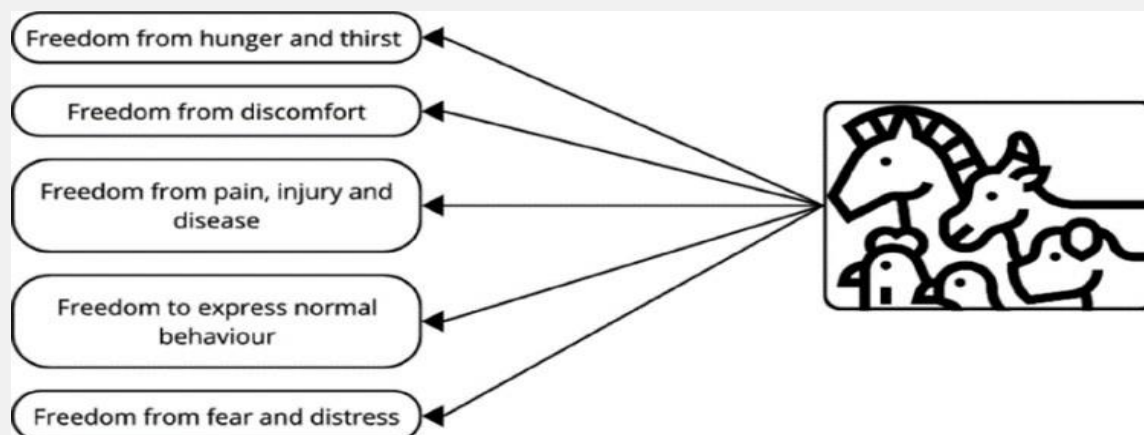 Freedom from hunger and thirst
Freedom from discomfort
Freedom from pain, injury and
disease
Freedom to express normal
behaviour
Freedom from fear and distress